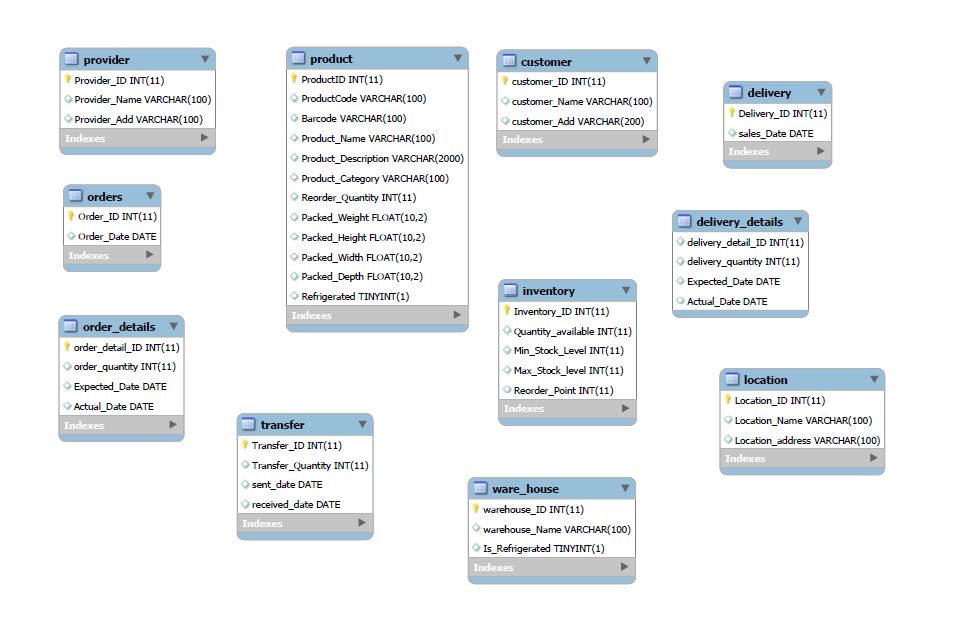 provider
Provider_ID INT(11)
Provider_Name VARCHAR(100)
Provider_Add VARCHAR(100)
Indexes
product
ProductID INT(11)
ProductCode VARCHAR(100)
Barcode VARCHAR(100)
Product_Name VARCHAR(100)
Product_Description VARCHAR(2000)
Product_Category VARCHAR(100)
Reorder_Quantity INT(11)
Packed_Weight FLOAT(10,2)
Packed_Height FLOAT(10,2)
Packed_Width FLOAT(10,2)
Packed_Depth FLOAT(10,2)
Refrigerated TINYINT(1)
Indexes
customer
customer_ID INT(11)
customer_Name VARCHAR(100)
customer_Add VARCHAR(200)
Indexes
delivery
Delivery_ID INT(11)
sales_Date DATE
Indexes
orders
Order_ID INT(11)
Order_Date DATE
Indexes
delivery_details
delivery_detail_ID INT(11)
delivery_quantity INT(11)
Expected_Date DATE
Actual_Date DATE
inventory
Inventory_ID INT(11)
Quantity_available INT(11)
Min_Stock_Level INT(11)
Max_Stock_level INT(11)
Reorder_Point INT(11)
Indexes
order_details
order_detail_ID INT(11)
order_quantity INT(11)
Expected_Date DATE
Actual_Date DATE
Indexes
location
Location_ID INT(11)
Location_Name VARCHAR(100)
Location_address VARCHAR(100)
Indexes
transfer
Transfer_ID INT(11)
Transfer_Quantity INT(11)
sent_date DATE
received_date DATE
Indexes
ware_house
warehouse_ID INT(11)
warehouse_Name VARCHAR(100)
Is_Refrigerated TINYINT(1)
Indexes